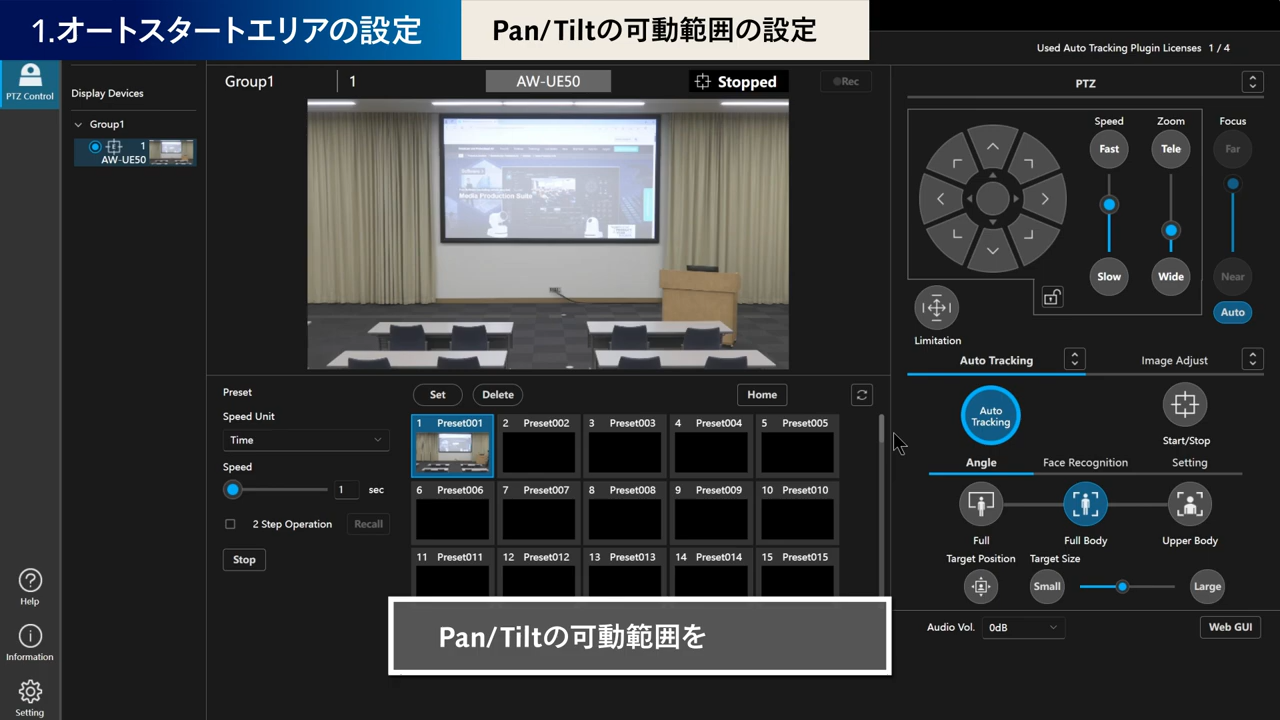 1.オートスタートエリアの設定
Pan/Tiltの可動範囲の設定
Used Auto Tracking Plugin Licenses 1 / 4
PTZ Control
Display Devices
Group1
1
AW-UE50
Group1
1
AW-UE50
Stopped
Rec
Media Production Suite
PTZ
Speed
Zoom
Focus
Fast
Tele
Far
Slow
Wide
Near
Auto
Limitation
Auto Tracking
Image Adjust
Auto
Tracking
Start/Stop
Angle
Face Recognition
Setting
Full
Full Body
Upper Body
Target Position
Target Size
Small
Large
Audio Vol.
0dB
Web GUI
Preset
Set
Delete
Home
Speed Unit
Time
Speed
1
sec
2 Step Operation
Recall
Stop
1 Preset001
2 Preset002
3 Preset003
4 Preset004
5 Preset005
6 Preset006
7 Preset007
8 Preset008
9 Preset009
10 Preset010
11 Preset011
12 Preset012
13 Preset013
14 Preset014
15 Preset015
Help
Information
Setting
Pan/Tiltの可動範囲を